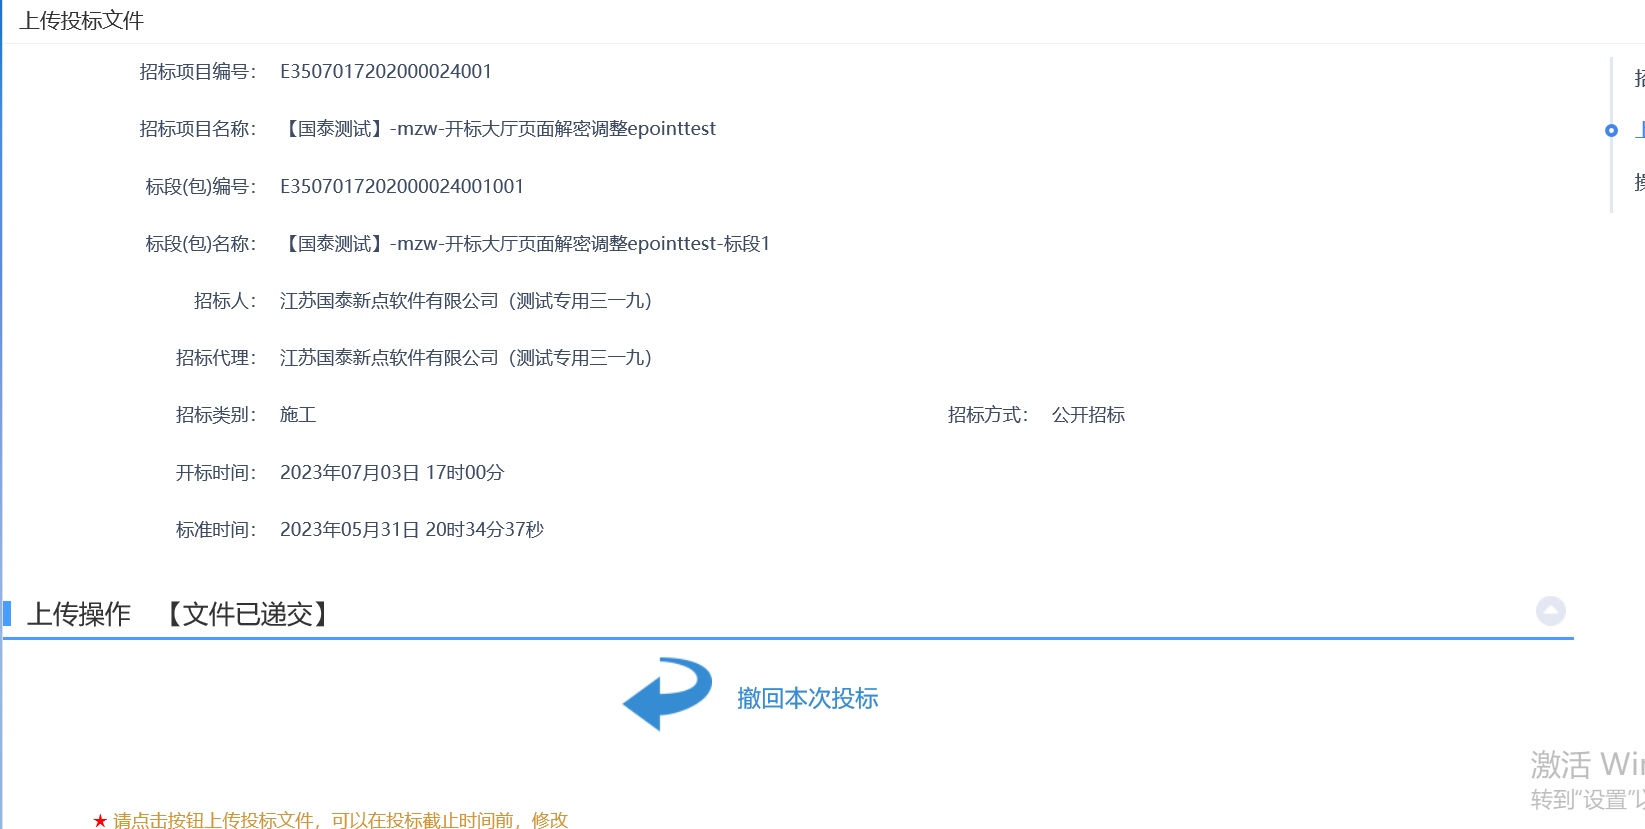 上传投标文件
招标项目编号： E3507017202000024001
招标项目名称： 【国泰测试】-mzw-开标大厅页面解密调整epointtest
标段(包)编号： E3507017202000024001001
标段(包)名称： 【国泰测试】-mzw-开标大厅页面解密调整epointtest-标段1
招标人： 江苏国泰新点软件有限公司（测试专用三一九）
招标代理： 江苏国泰新点软件有限公司（测试专用三一九）
招标类别： 施工 招标方式： 公开招标
开标时间： 2023年07月03日 17时00分
标准时间： 2023年05月31日 20时34分37秒
上传操作 【文件已递交】
撤回本次投标
激活 Win
转到“设置”以
★ 请点击按钮上传投标文件，可以在投标截止时间前，修改